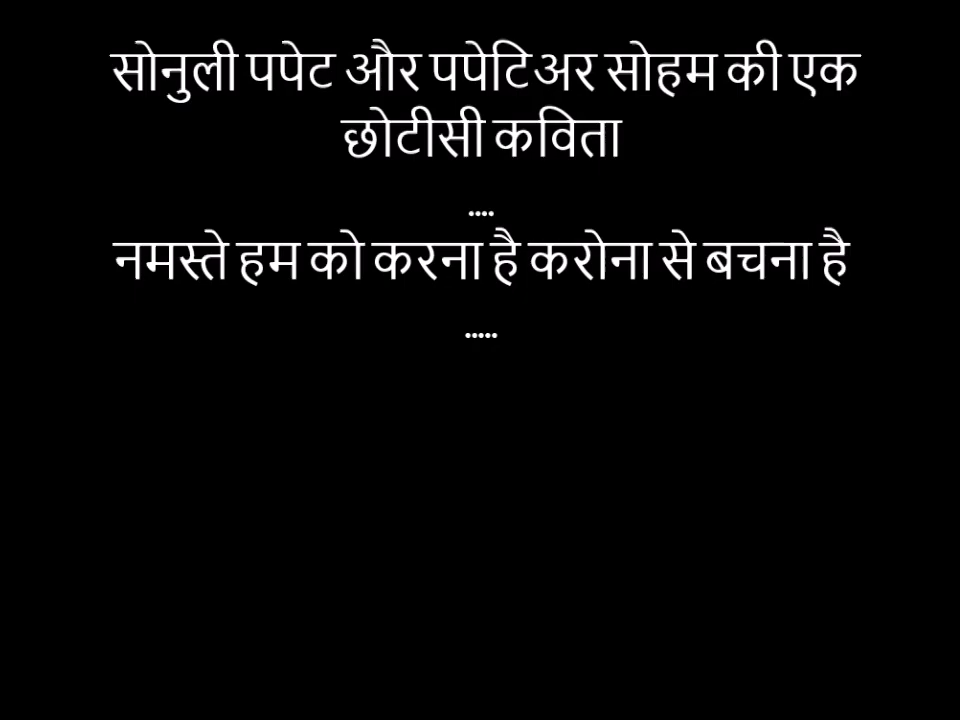 सोनुली पपेट और पपेटिअर सोहम की एक
छोटीसी कविता
....
नमस्ते हम को करना है करोना से बचना है
.....